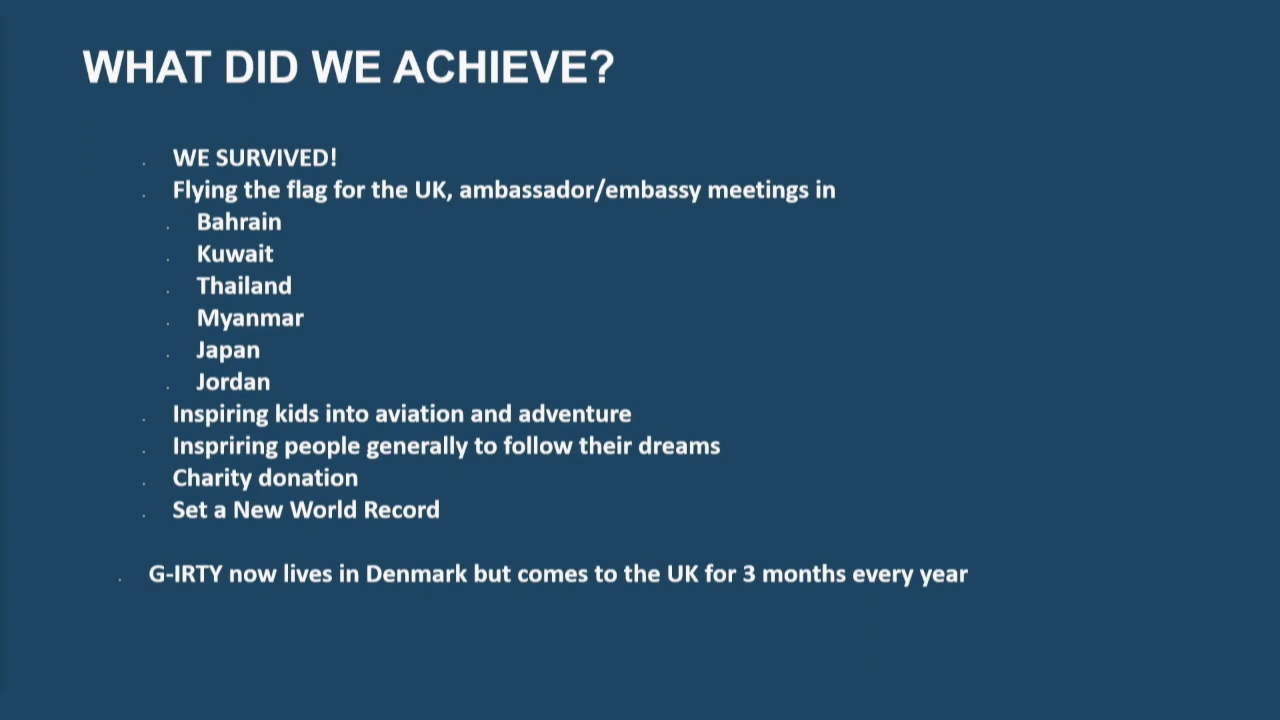 WHAT DID WE ACHIEVE?
WE SURVIVED!
Flying the flag for the UK, ambassador/embassy meetings in
Bahrain
Kuwait
Thailand
Myanmar
Japan
Jordan
Inspiring kids into aviation and adventure
Inspriring people generally to follow their dreams
Charity donation
Set a New World Record
G-IRTY now lives in Denmark but comes to the UK for 3 months every year